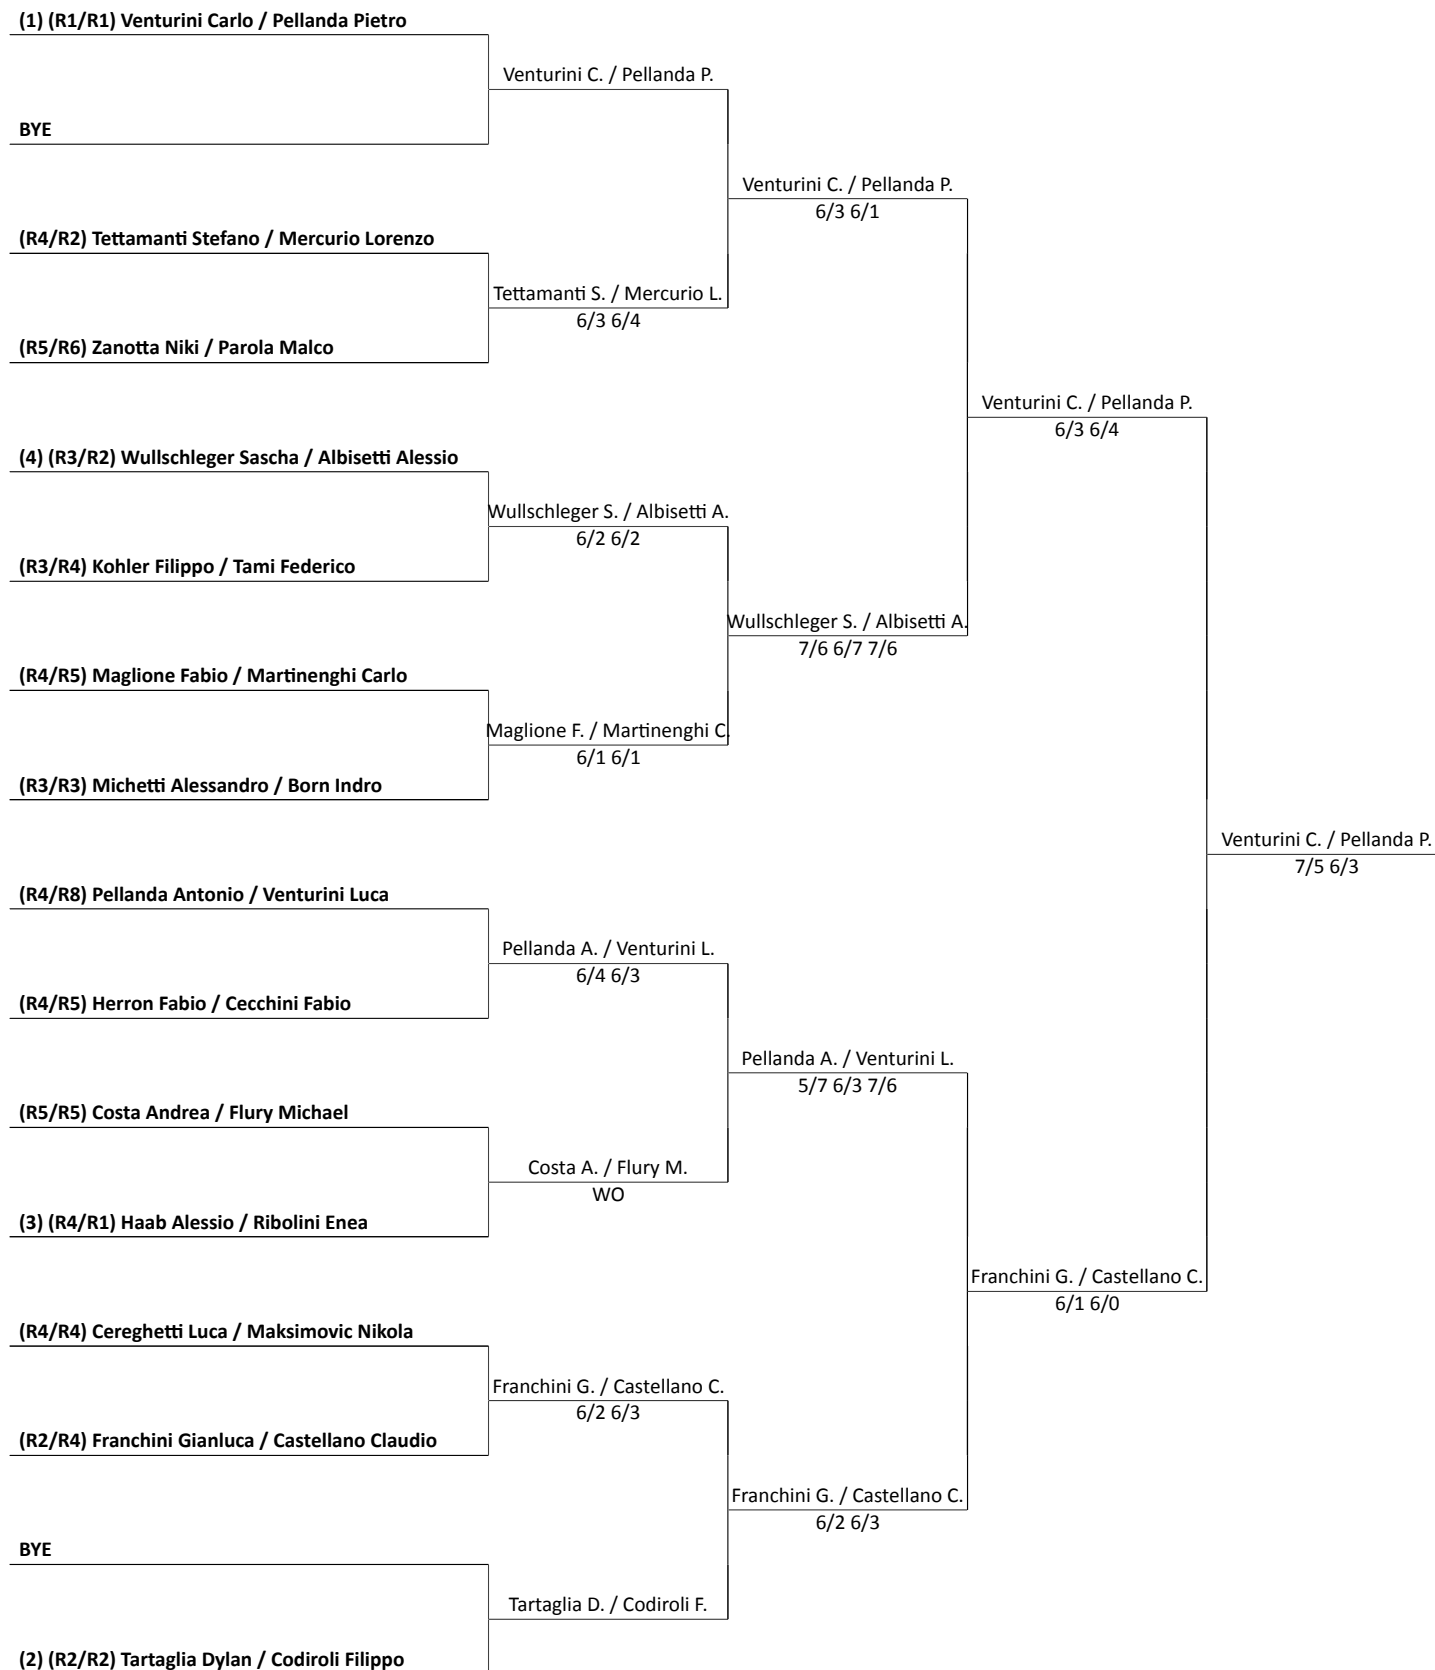 (1) (R1/R1) Venturini Carlo / Pellanda Pietro
Venturini C. / Pellanda P.
BYE
Venturini C. / Pellanda P.
6/3 6/1
(R4/R2) Tettamanti Stefano / Mercurio Lorenzo
Tettamanti S. / Mercurio L.
6/3 6/4
(R5/R6) Zanotta Niki / Parola Malco
Venturini C. / Pellanda P.
6/3 6/4
(4) (R3/R2) Wullschleger Sascha / Albisetti Alessio
Wullschleger S. / Albisetti A.
6/2 6/2
(R3/R4) Kohler Filippo / Tami Federico
Wullschleger S. / Albisetti A.
7/6 6/7 7/6
(R4/R5) Maglione Fabio / Martinenghi Carlo
Maglione F. / Martinenghi C.
6/1 6/1
(R3/R3) Michetti Alessandro / Born Indro
Venturini C. / Pellanda P.
7/5 6/3
(R4/R8) Pellanda Antonio / Venturini Luca
Pellanda A. / Venturini L.
6/4 6/3
(R4/R5) Herron Fabio / Cecchini Fabio
Pellanda A. / Venturini L.
5/7 6/3 7/6
(R5/R5) Costa Andrea / Flury Michael
Costa A. / Flury M.
WO
(3) (R4/R1) Haab Alessio / Ribolini Enea
Franchini G. / Castellano C.
6/1 6/0
(R4/R4) Cereghetti Luca / Maksimovic Nikola
Franchini G. / Castellano C.
6/2 6/3
(R2/R4) Franchini Gianluca / Castellano Claudio
Franchini G. / Castellano C.
6/2 6/3
BYE
Tartaglia D. / Codiroli F.
(2) (R2/R2) Tartaglia Dylan / Codiroli Filippo